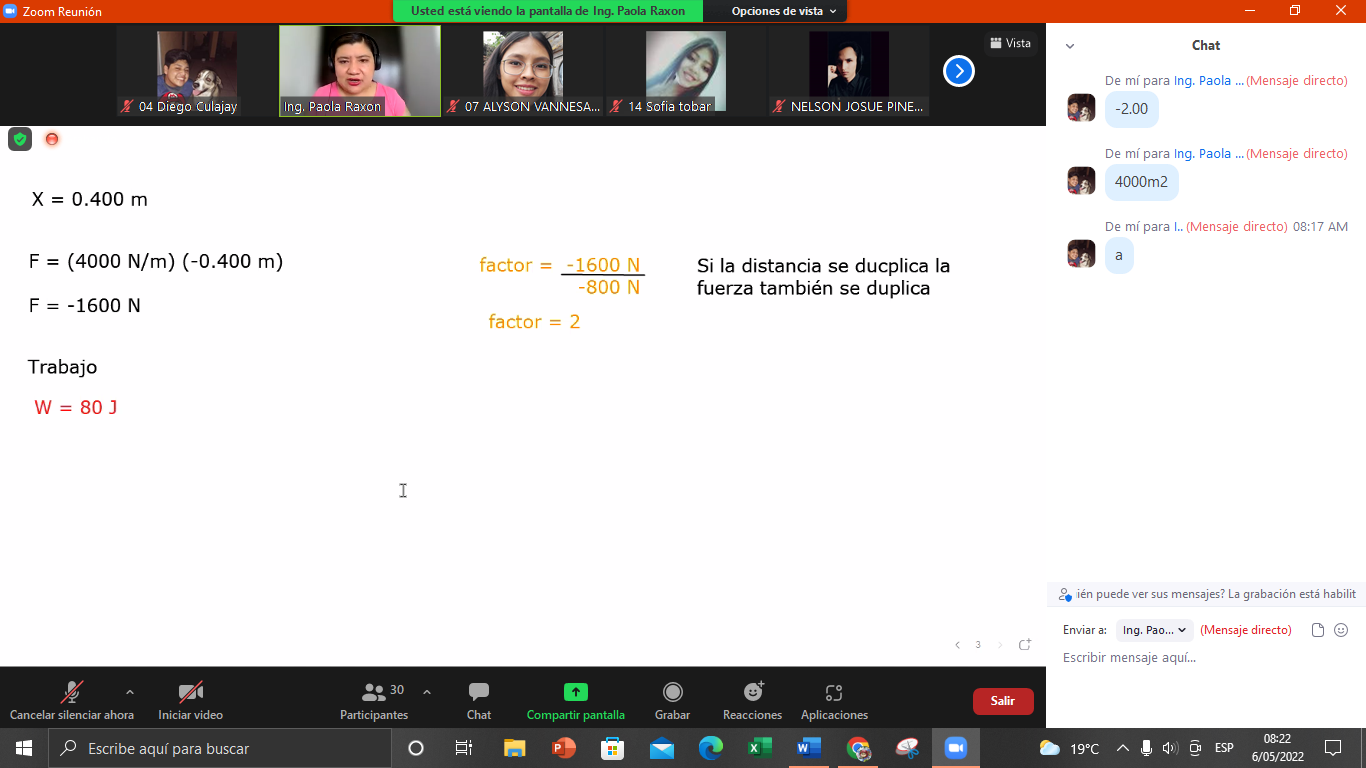 Zoom Reunión
Usted está viendo la pantalla de Ing. Paola Raxon
Opciones de vista
04 Diego Culajay
Ing. Paola Raxon
07 ALYSON VANNESA...
14 Sofia tobar
NELSON JOSUE PINE...
Vista
X = 0.400 m
F = (4000 N/m) (-0.400 m)
F = -1600 N
Trabajo
W = 80 J
factor = -1600 N
-800 N
factor = 2
Si la distancia se ducplica la
fuerza también se duplica
3
Chat
De mí para Ing. Paola ... (Mensaje directo)
-2.00
De mí para Ing. Paola ... (Mensaje directo)
4000m2
De mí para I.. (Mensaje directo) 08:17 AM
a
ién puede ver sus mensajes? La grabación está habilit
Enviar a: Ing. Pao... (Mensaje directo)
Escribir mensaje aquí...
Cancelar silenciar ahora
Iniciar video
30
Participantes
Chat
Compartir pantalla
Grabar
Reacciones
Aplicaciones
Salir
Escribe aquí para buscar
19°C
ESP
08:22
6/05/2022